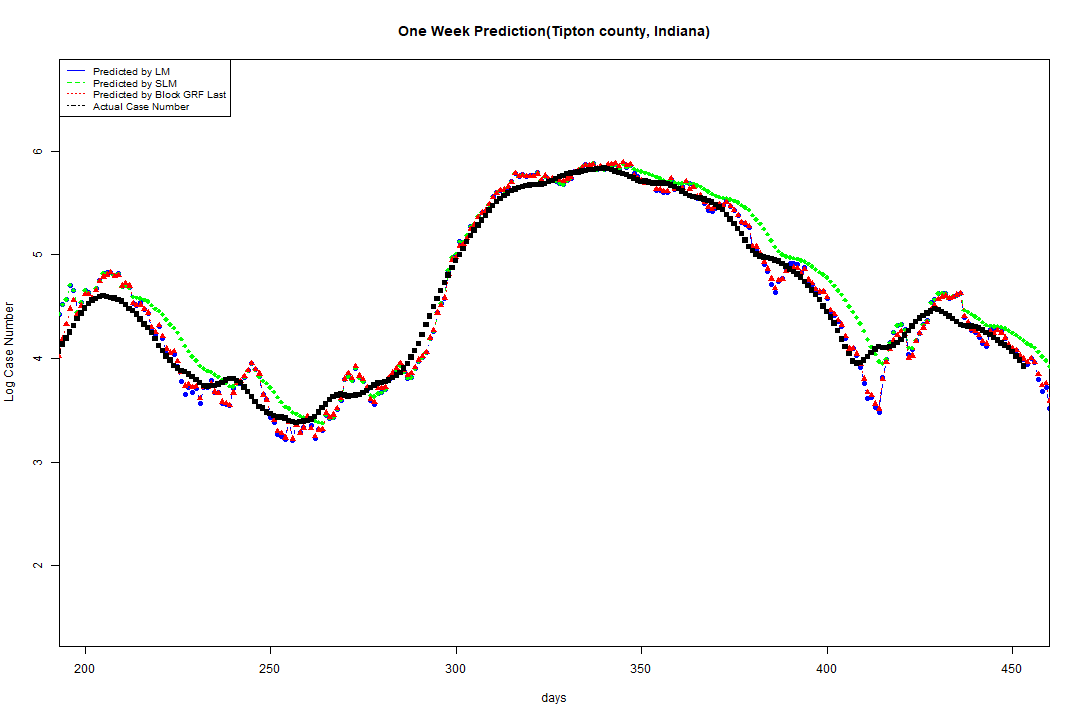 One Week Prediction(Tipton county, Indiana)
Predicted by LM
Predicted by SLM
Predicted by Block GRF Last
Actual Case Number
Log Case Number
6
5
4
3
2
200 250 300 350 400 450
days